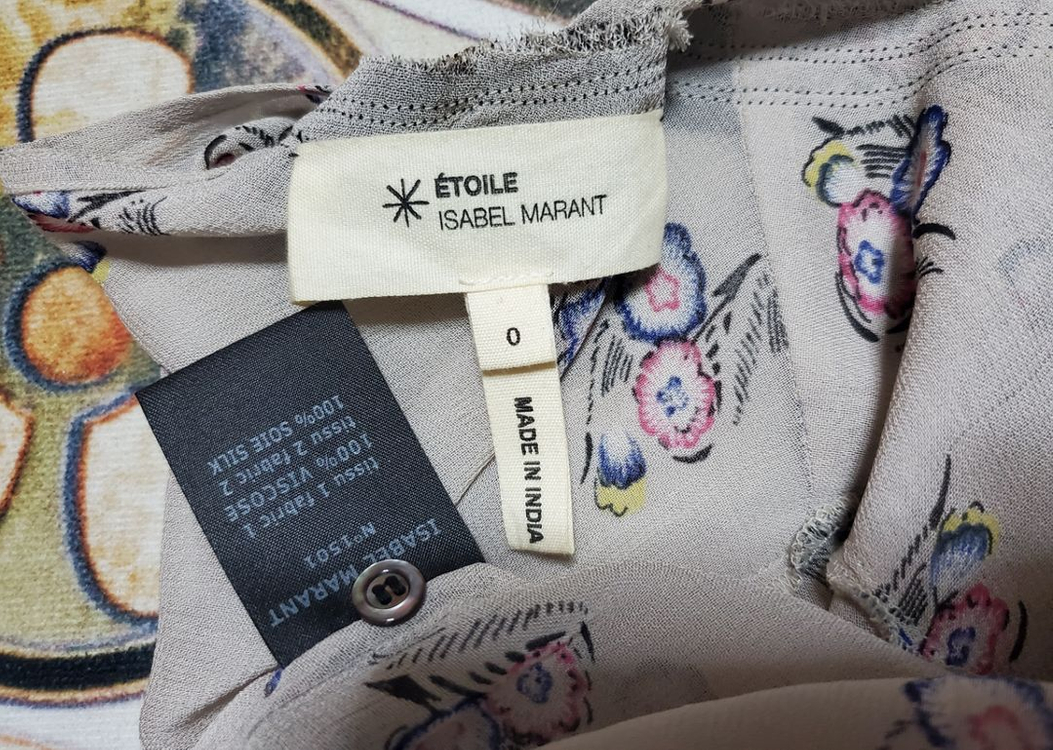 ÉTOILE
ISABEL MARANT
0
MADE IN INDIA
ISABEL MARANT
N°1501
tissu 1 fabric 1
100% VISCOSE
tissu 2 fabric 2
100% SOIE SILK